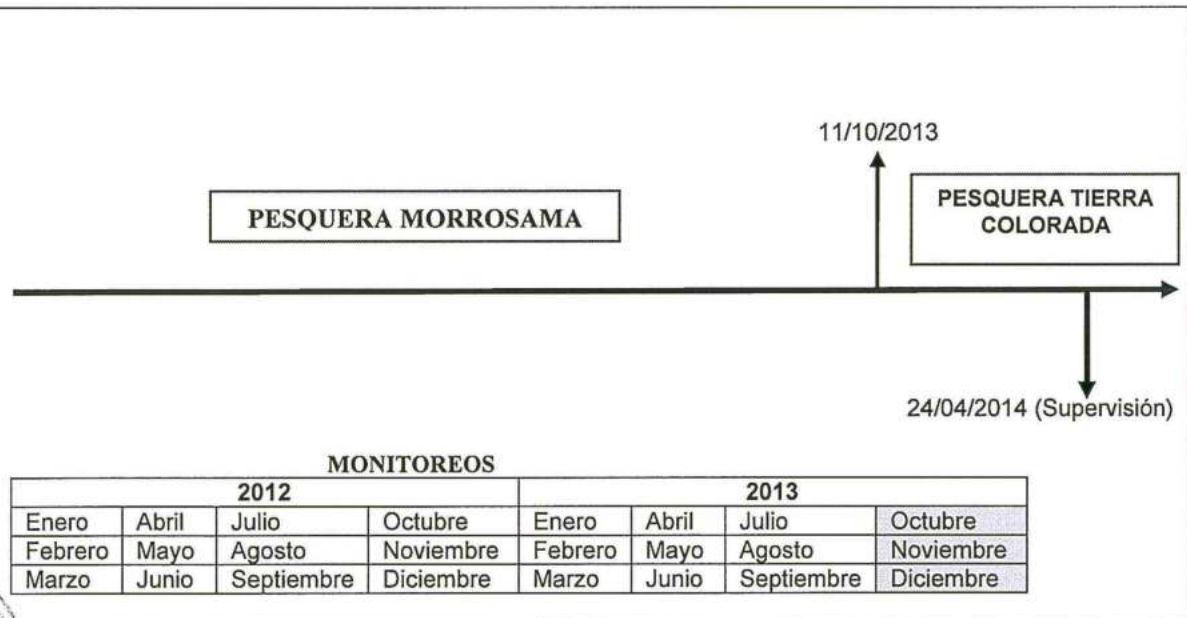 11/10/2013
PESQUERA MORROSAMA
PESQUERA TIERRA
COLORADA
24/04/2014 (Supervisión)
MONITOREOS
2012 2013
Enero Abril Julio Octubre Enero Abril Julio Octubre
Febrero Mayo Agosto Noviembre Febrero Mayo Agosto Noviembre
Marzo Junio Septiembre Diciembre Marzo Junio Septiembre Diciembre